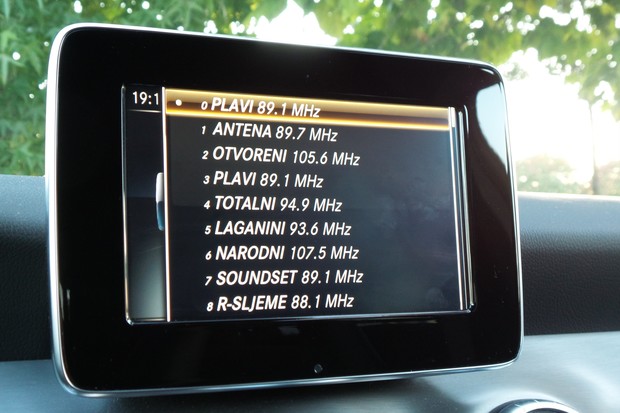 19:1
0 PLAVI 89.1 MHz
1 ANTENA 89.7 MHz
2 OTVORENI 105.6 MHz
3 PLAVI 89.1 MHz
4 TOTALNI 94.9 MHz
5 LAGANINI 93.6 MHz
6 NARODNI 107.5 MHz
7 SOUNDSET 89.1 MHz
8 R-SLJEME 88.1 MHz